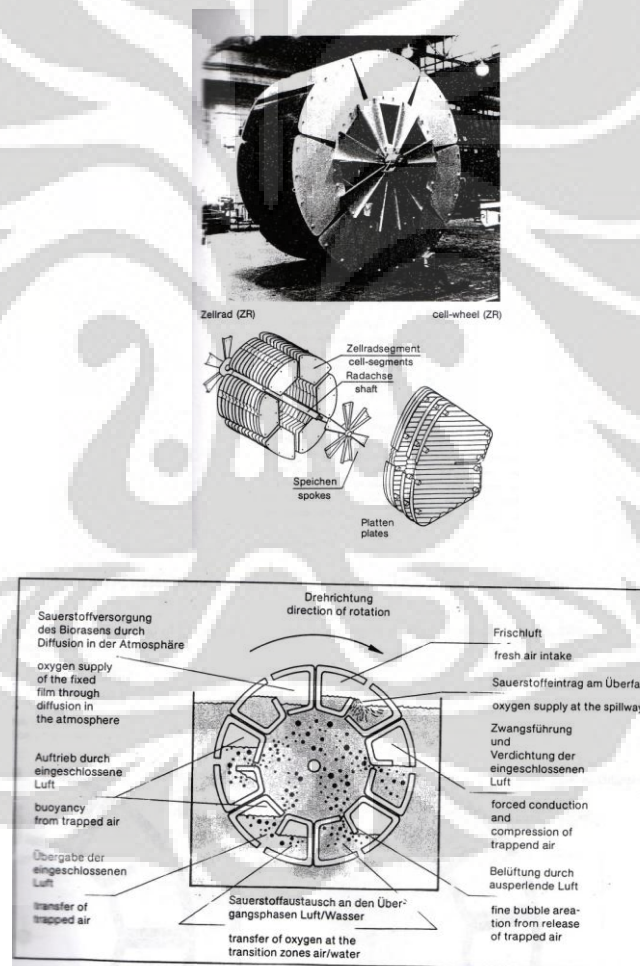 Zellrad (ZR)
cell-wheel (ZR)
Zellradsegment
cell-segments
Radachse
shaft
Speichen
spokes
Platten
plates
Drehrichtung
direction of rotation
Sauerstoffversorgung
des Biorasens durch
Diffusion in der Atmosphäre
oxygen supply
of the fixed
film through
diffusion in
the atmosphere
Auftrieb durch
eingeschlossene
Luft
buoyancy
from trapped air
Übergabe der
eingeschlossenen
Luft
transfer of
trapped air
Frischluft
fresh air intake
Sauerstoffeintrag am Überfa
oxygen supply at the spillway
Zwangsführung
und
Verdichtung der
eingeschlossenen
Luft
forced conduction
and
compression of
trappend air
Belüftung durch
ausperlende Luft
fine bubble area-
tion from release
of trapped air
Sauerstoffaustausch an den Über-
gangsphasen Luft/Wasser
transfer of oxygen at the
transition zones air/water